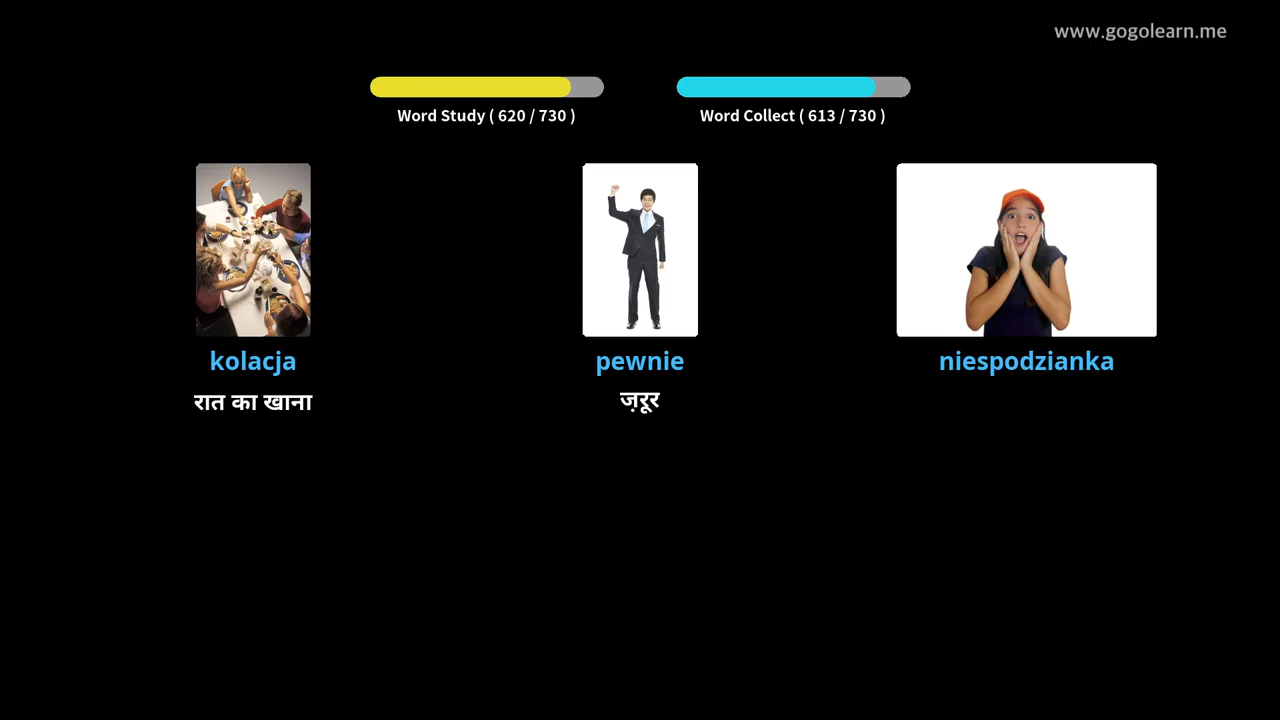 www.gogolearn.me
Word Study ( 620 / 730 )
Word Collect ( 613 / 730 )
kolacja
pewnie
niespodzianka
रात का खाना
ज़रूर